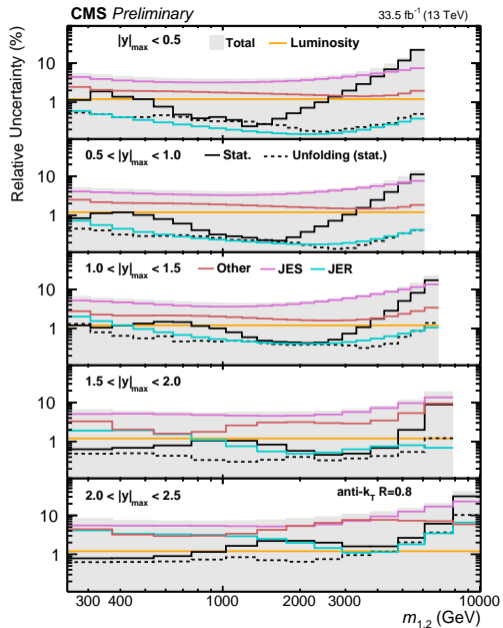 CMS Preliminary 33.5 fb⁻¹ (13 TeV)
Relative Uncertainty (%)
|y|max < 0.5 Total Luminosity
10
1
0.5 < |y|max < 1.0 Stat. Unfolding (stat.)
10
1
1.0 < |y|max < 1.5 Other JES JER
10
1
1.5 < |y|max < 2.0
10
1
2.0 < |y|max < 2.5 anti-kT R=0.8
10
1
300 400 1000 2000 3000 10000
m1,2 (GeV)